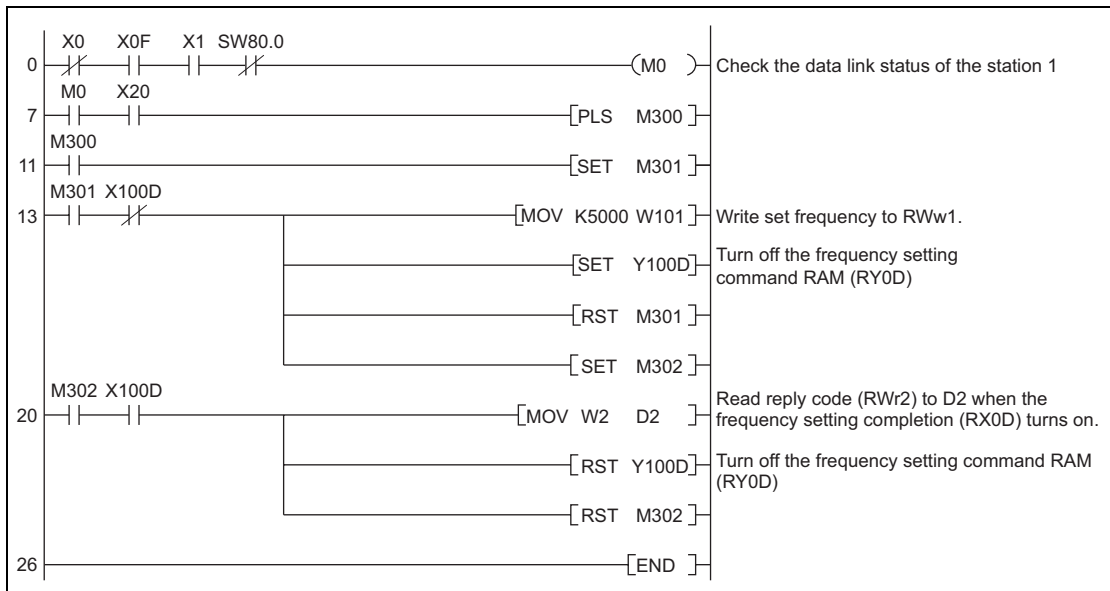 X0 X0F X1 SW80.0
0 M0 Check the data link status of the station 1
M0 X20
7 PLS M300
M300
11 SET M301
M301 X100D
13 MOV K5000 W101 Write set frequency to RWw1.
SET Y100D Turn off the frequency setting
command RAM (RY0D)
RST M301
SET M302
M302 X100D
20 MOV W2 D2 Read reply code (RWr2) to D2 when the
frequency setting completion (RX0D) turns on.
RST Y100D Turn off the frequency setting command RAM
(RY0D)
RST M302
26 END